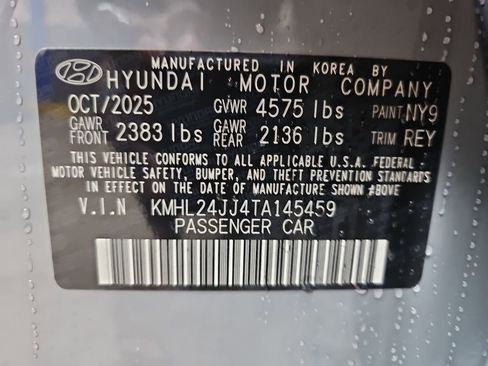 MANUFACTURED IN KOREA BY
HYUNDAI MOTOR COMPANY
OCT/2025 GVWR 4575 lbs PAINT NY9
GAWR FRONT 2383 lbs GAWR REAR 2136 lbs TRIM REY
THIS VEHICLE CONFORMS TO ALL APPLICABLE U.S.A. FEDERAL
MOTOR VEHICLE SAFETY, BUMPER, AND THEFT PREVENTION
STANDARDS IN EFFECT ON THE DATE OF MANUFACTURE SHOWN ABOVE
V.I.N KMHL24JJ4TA145459
PASSENGER CAR